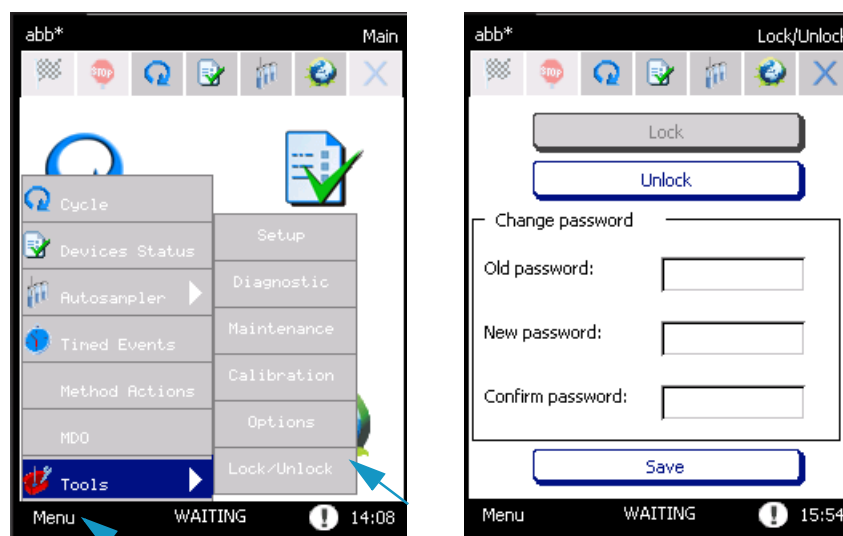 abb*
Main
STOP
Cycle
Devices Status
Autosampler
Timed Events
Method Actions
MDO
Tools
Setup
Diagnostic
Maintenance
Calibration
Options
Lock/Unlock
Menu
WAITING
14:08
abb*
Lock/Unlock
STOP
Lock
Unlock
Change password
Old password:
New password:
Confirm password:
Save
Menu
WAITING
15:54